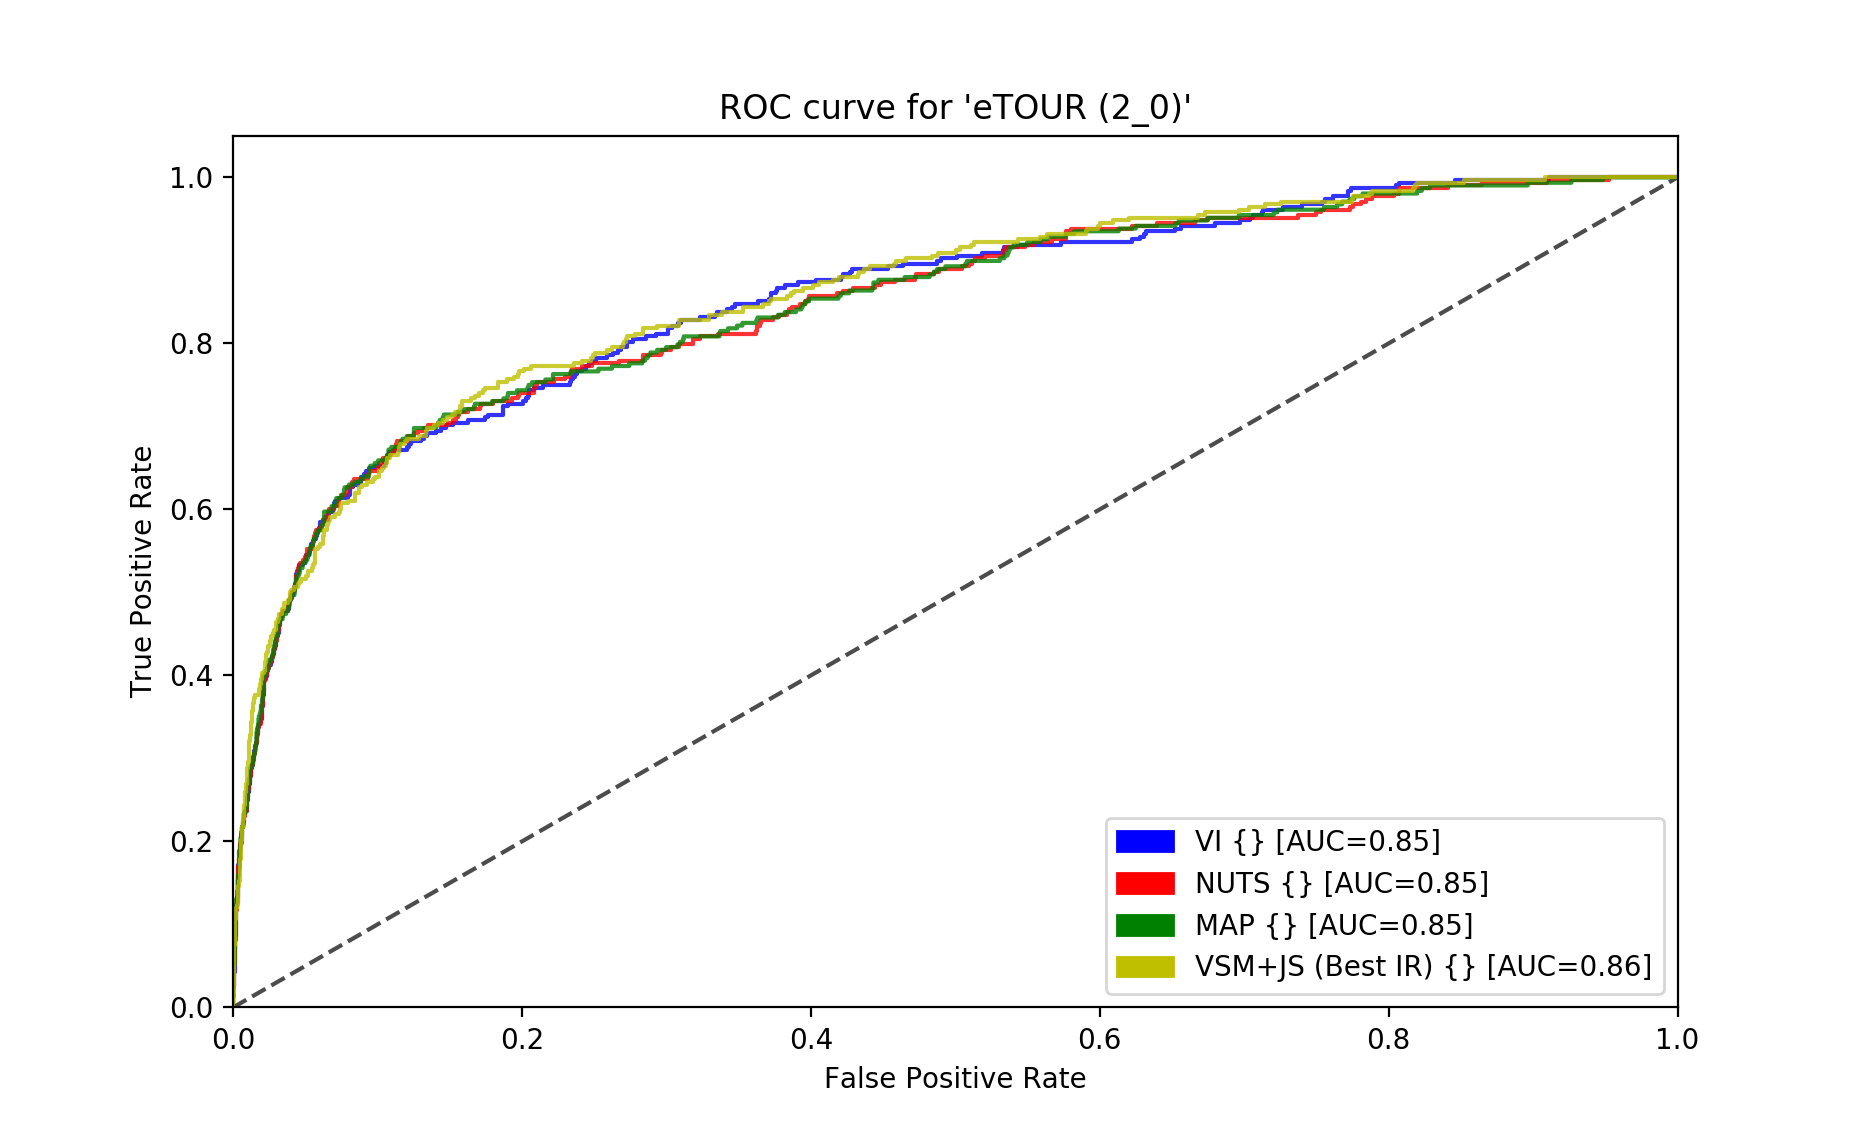 ROC curve for 'eTOUR (2_0)'
1.0
0.8
0.6
0.4
0.2
0.0
True Positive Rate
0.0 0.2 0.4 0.6 0.8 1.0
False Positive Rate
VI {} [AUC=0.85]
NUTS {} [AUC=0.85]
MAP {} [AUC=0.85]
VSM+JS (Best IR) {} [AUC=0.86]